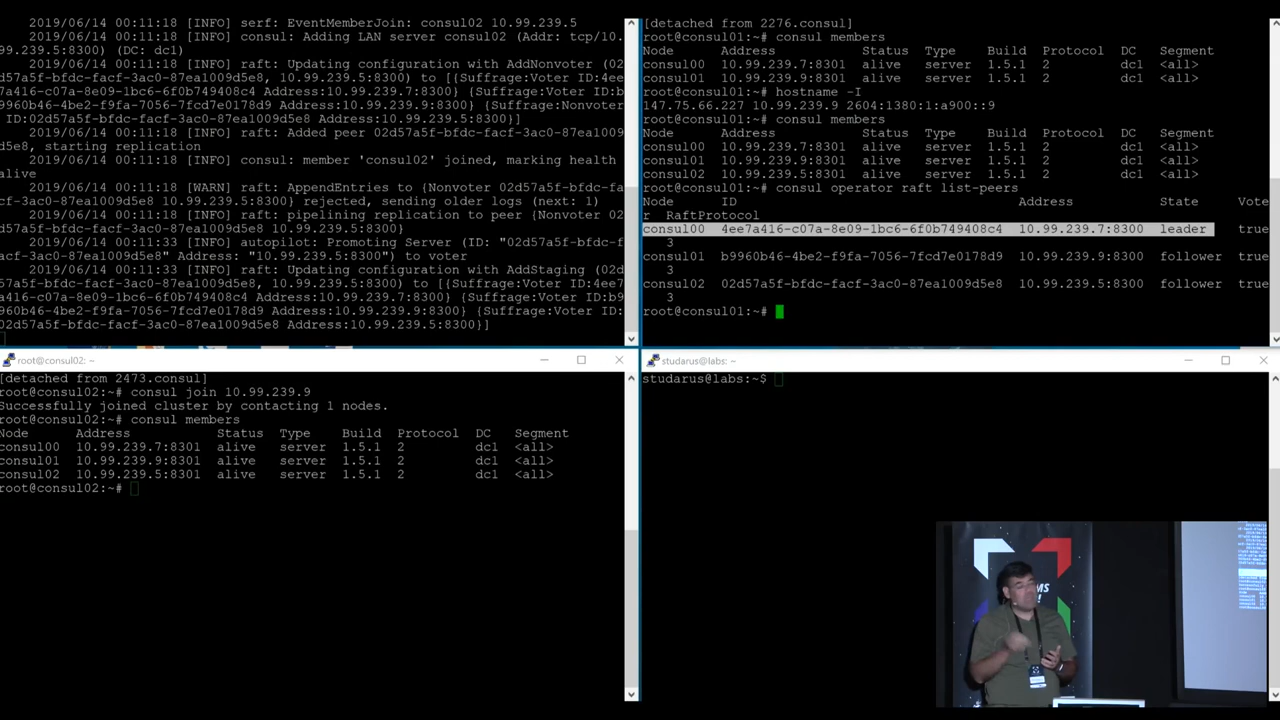 2019/06/14 00:11:18 [INFO] serf: EventMemberJoin: consul02 10.99.239.5
2019/06/14 00:11:18 [INFO] consul: Adding LAN server consul02 (Addr: tcp/10.
99.239.5:8300) (DC: dc1)
2019/06/14 00:11:18 [INFO] raft: Updating configuration with AddNonvoter (02
d57a5f-bfdc-facf-3ac0-87ea1009d5e8, 10.99.239.5:8300) to [{Suffrage:Voter ID:4ee
7a416-c07a-8e09-1bc6-6f0b749408c4 Address:10.99.239.7:8300} {Suffrage:Voter ID:b
9960b46-4be2-f9fa-7056-7fcd7e0178d9 Address:10.99.239.9:8300} {Suffrage:Nonvoter
ID:02d57a5f-bfdc-facf-3ac0-87ea1009d5e8 Address:10.99.239.5:8300}]
2019/06/14 00:11:18 [INFO] raft: Added peer 02d57a5f-bfdc-facf-3ac0-87ea1009
d5e8, starting replication
2019/06/14 00:11:18 [INFO] consul: member 'consul02' joined, marking health
alive
2019/06/14 00:11:18 [WARN] raft: AppendEntries to {Nonvoter 02d57a5f-bfdc-fa
cf-3ac0-87ea1009d5e8 10.99.239.5:8300} rejected, sending older logs (next: 1)
2019/06/14 00:11:18 [INFO] raft: pipelining replication to peer {Nonvoter 02
d57a5f-bfdc-facf-3ac0-87ea1009d5e8 10.99.239.5:8300}
2019/06/14 00:11:33 [INFO] autopilot: Promoting Server (ID: "02d57a5f-bfdc-f
acf-3ac0-87ea1009d5e8" Address: "10.99.239.5:8300") to voter
2019/06/14 00:11:33 [INFO] raft: Updating configuration with AddStaging (02d
57a5f-bfdc-facf-3ac0-87ea1009d5e8, 10.99.239.5:8300) to [{Suffrage:Voter ID:4ee7
a416-c07a-8e09-1bc6-6f0b749408c4 Address:10.99.239.7:8300} {Suffrage:Voter ID:b9
960b46-4be2-f9fa-7056-7fcd7e0178d9 Address:10.99.239.9:8300} {Suffrage:Voter ID:
02d57a5f-bfdc-facf-3ac0-87ea1009d5e8 Address:10.99.239.5:8300}]
[detached from 2276.consul]
root@consul01:~# consul members
Node Address Status Type Build Protocol DC Segment
consul00 10.99.239.7:8301 alive server 1.5.1 2 dc1 <all>
consul01 10.99.239.9:8301 alive server 1.5.1 2 dc1 <all>
root@consul01:~# hostname -I
147.75.66.227 10.99.239.9 2604:1380:1:a900::9
root@consul01:~# consul members
Node Address Status Type Build Protocol DC Segment
consul00 10.99.239.7:8301 alive server 1.5.1 2 dc1 <all>
consul01 10.99.239.9:8301 alive server 1.5.1 2 dc1 <all>
consul02 10.99.239.5:8301 alive server 1.5.1 2 dc1 <all>
root@consul01:~# consul operator raft list-peers
Node ID Address State Vote
r RaftProtocol
consul00 4ee7a416-c07a-8e09-1bc6-6f0b749408c4 10.99.239.7:8300 leader true
3
consul01 b9960b46-4be2-f9fa-7056-7fcd7e0178d9 10.99.239.9:8300 follower true
3
consul02 02d57a5f-bfdc-facf-3ac0-87ea1009d5e8 10.99.239.5:8300 follower true
3
root@consul01:~#
root@consul02: ~
[detached from 2473.consul]
root@consul02:~# consul join 10.99.239.9
Successfully joined cluster by contacting 1 nodes.
root@consul02:~# consul members
Node Address Status Type Build Protocol DC Segment
consul00 10.99.239.7:8301 alive server 1.5.1 2 dc1 <all>
consul01 10.99.239.9:8301 alive server 1.5.1 2 dc1 <all>
consul02 10.99.239.5:8301 alive server 1.5.1 2 dc1 <all>
root@consul02:~#
studarus@labs: ~
studarus@labs:~$